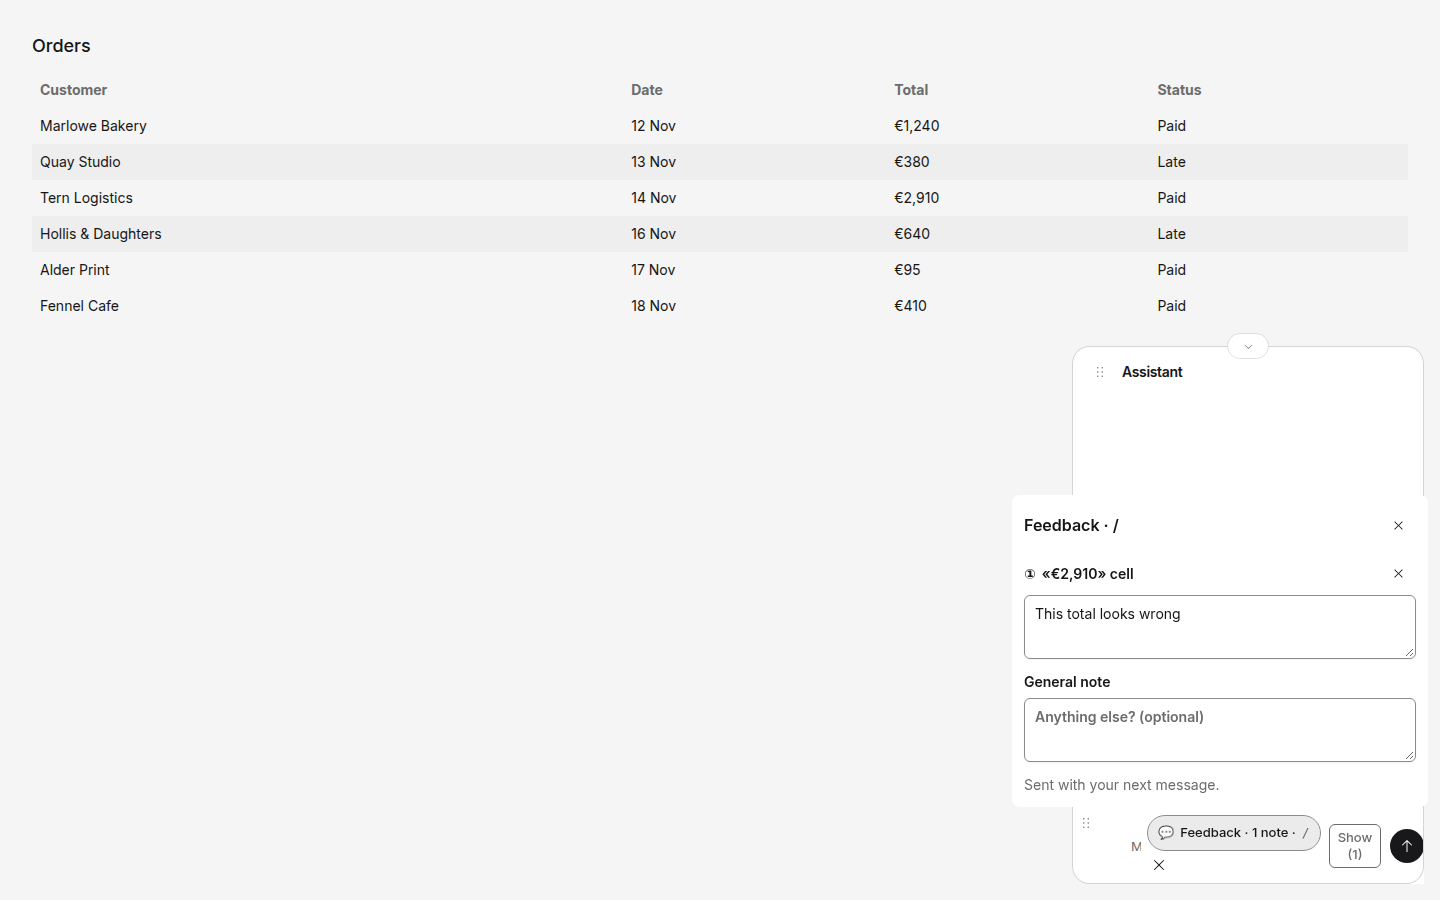 Orders
Customer Date Total Status
Marlowe Bakery 12 Nov €1,240 Paid
Quay Studio 13 Nov €380 Late
Tern Logistics 14 Nov €2,910 Paid
Hollis & Daughters 16 Nov €640 Late
Alder Print 17 Nov €95 Paid
Fennel Cafe 18 Nov €410 Paid
Assistant
Feedback · /
① «€2,910» cell
This total looks wrong
General note
Anything else? (optional)
Sent with your next message.
M
Feedback · 1 note · /
Show
(1)